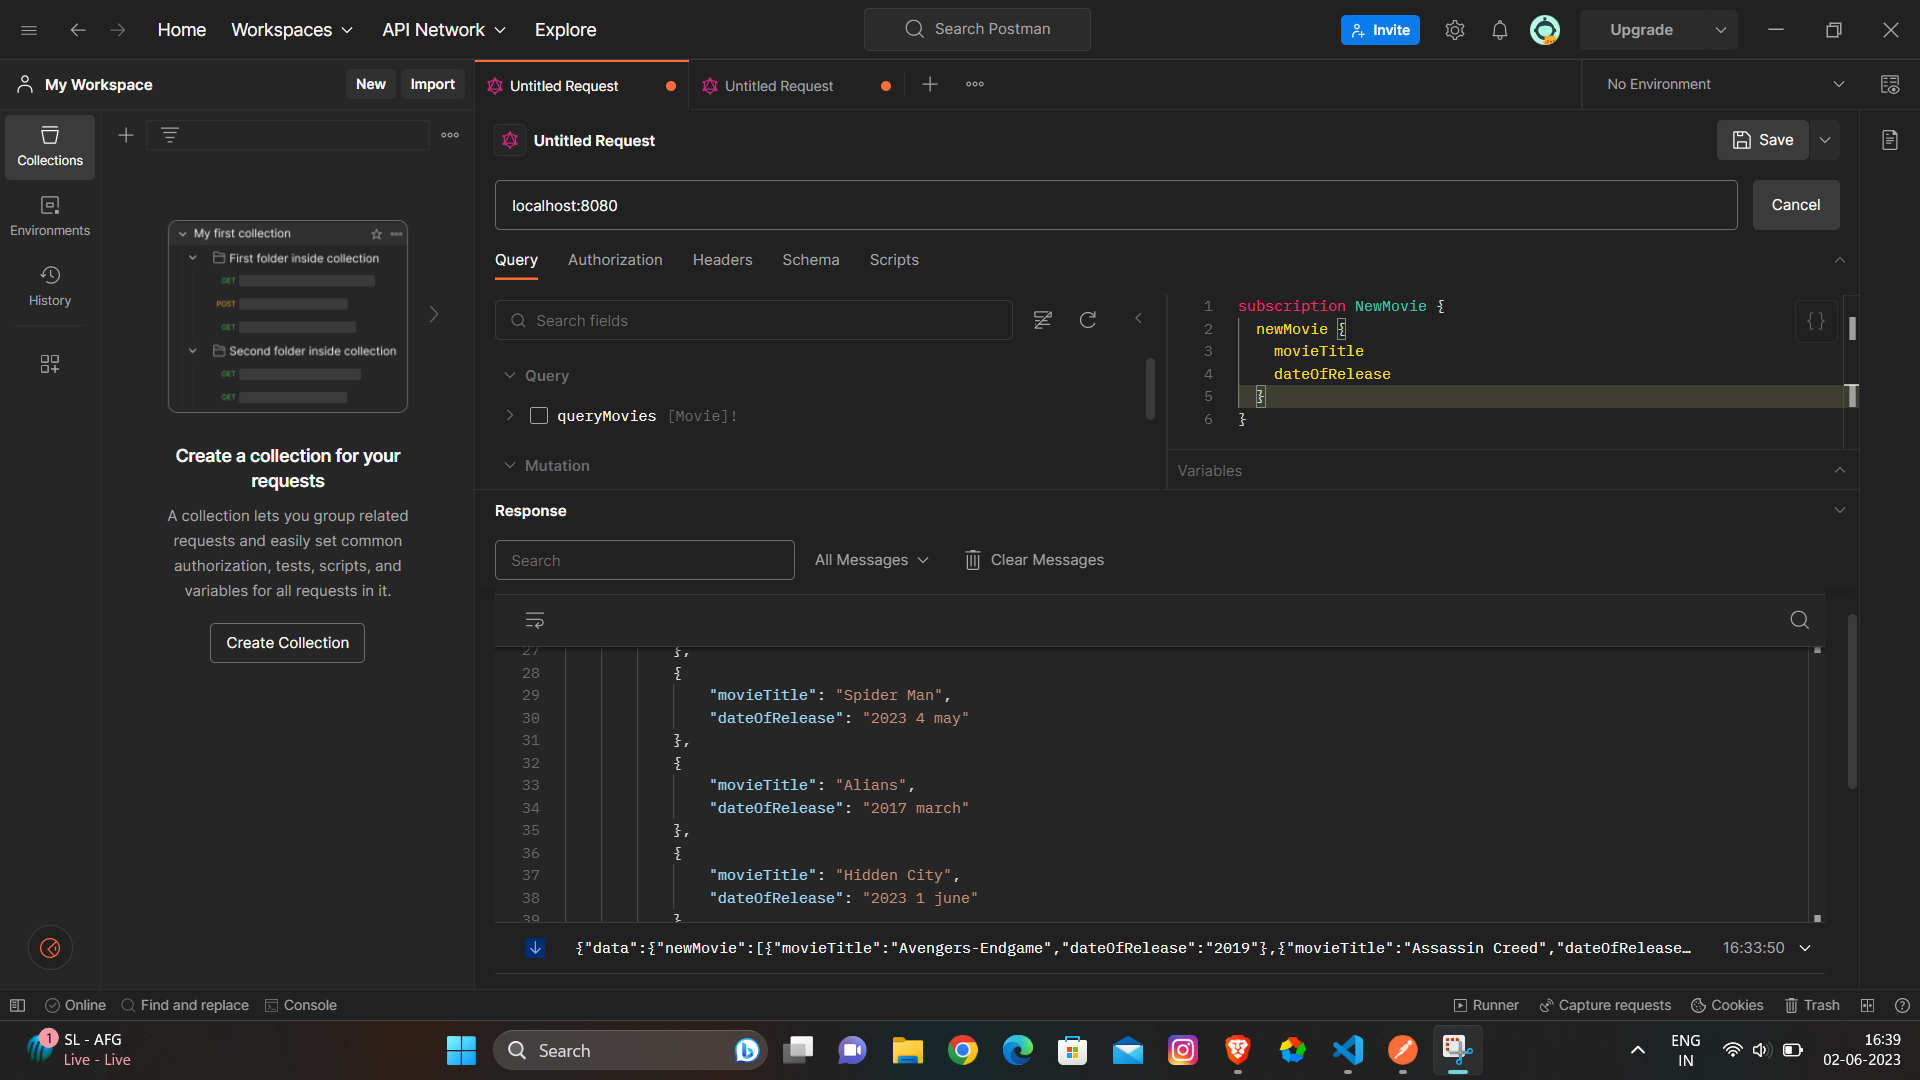 Home Workspaces API Network Explore Search Postman Invite Upgrade
My Workspace New Import Untitled Request Untitled Request No Environment
Collections
Environments
History
My first collection
First folder inside collection
GET
POST
GET
Second folder inside collection
GET
GET
Create a collection for your
requests
A collection lets you group related
requests and easily set common
authorization, tests, scripts, and
variables for all requests in it.
Create Collection
Untitled Request Save
localhost:8080 Cancel
Query Authorization Headers Schema Scripts
Search fields
Query
queryMovies [Movie]!
Mutation
1 subscription NewMovie {
2 newMovie {
3 movieTitle
4 dateOfRelease
5 }
6 }
Variables
Response
Search All Messages Clear Messages
27 },
28 {
29 "movieTitle": "Spider Man",
30 "dateOfRelease": "2023 4 may"
31 },
32 {
33 "movieTitle": "Alians",
34 "dateOfRelease": "2017 march"
35 },
36 {
37 "movieTitle": "Hidden City",
38 "dateOfRelease": "2023 1 june"
39 }
{"data":{"newMovie":[{"movieTitle":"Avengers-Endgame","dateOfRelease":"2019"},{"movieTitle":"Assassin Creed","dateOfRelease… 16:33:50
Online Find and replace Console Runner Capture requests Cookies Trash
1 SL - AFG
Live - Live
Search
ENG
IN
16:39
02-06-2023